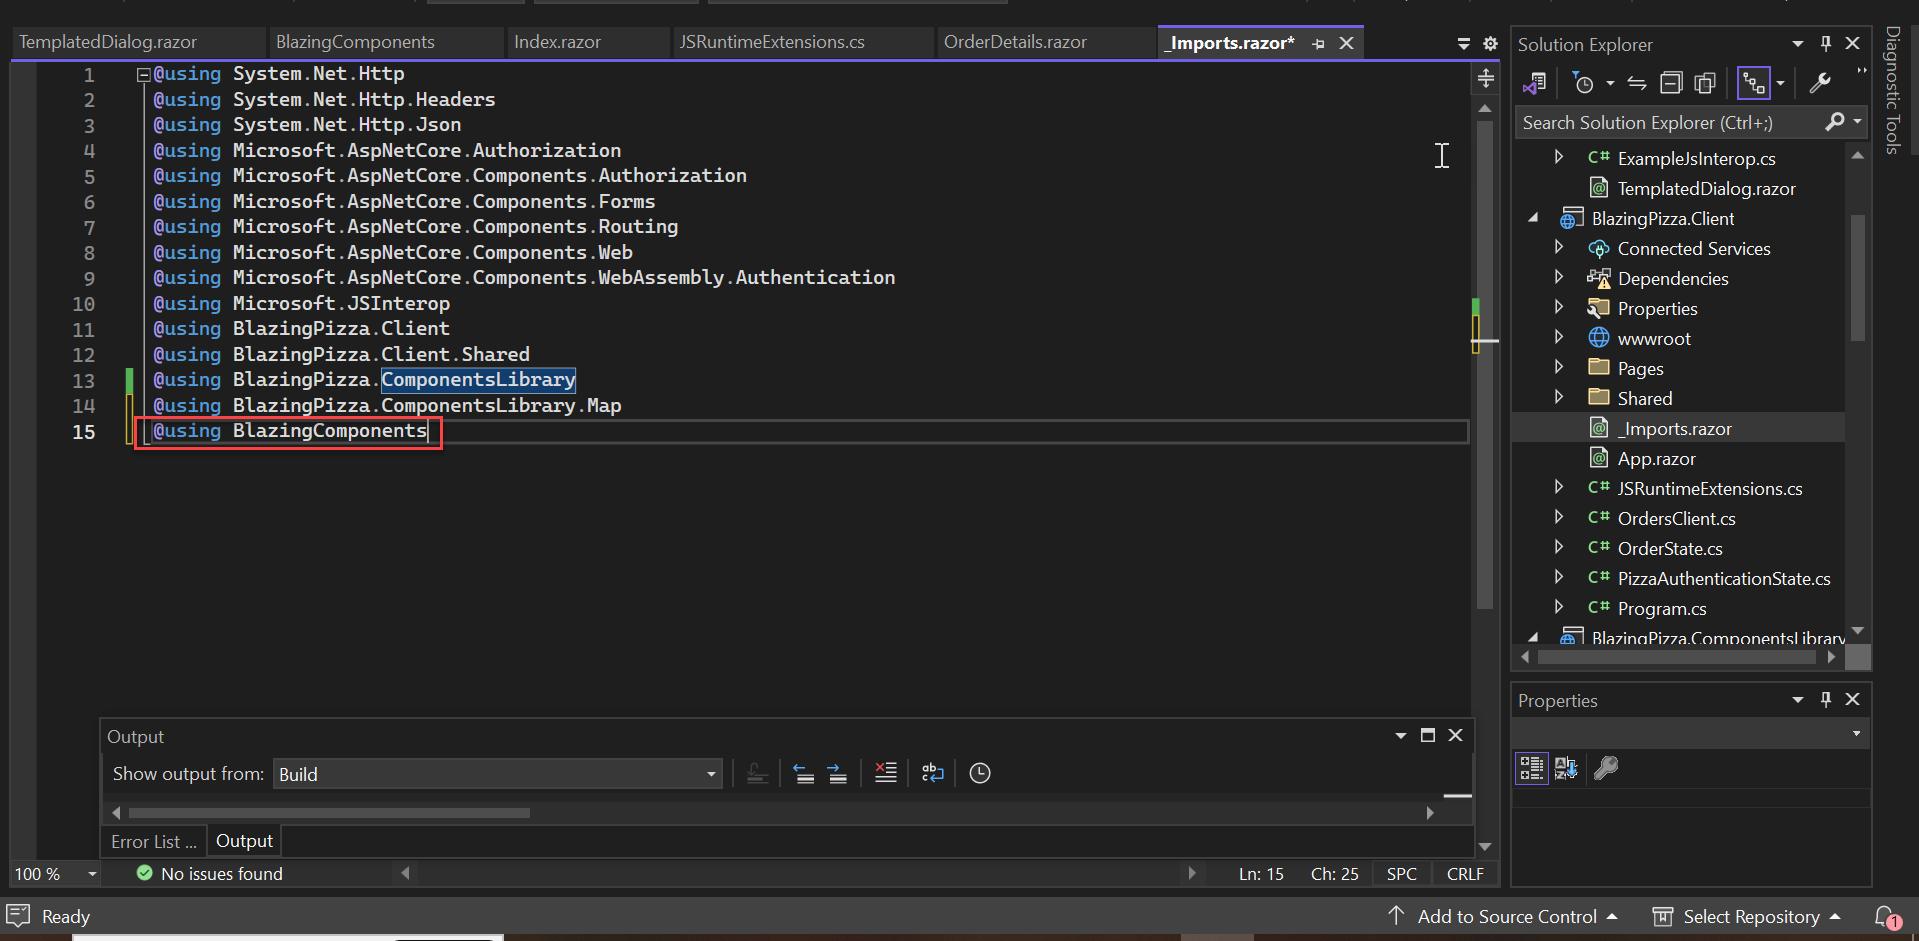 TemplatedDialog.razor
BlazingComponents
Index.razor
JSRuntimeExtensions.cs
OrderDetails.razor
_Imports.razor*
1 @using System.Net.Http
2 @using System.Net.Http.Headers
3 @using System.Net.Http.Json
4 @using Microsoft.AspNetCore.Authorization
5 @using Microsoft.AspNetCore.Components.Authorization
6 @using Microsoft.AspNetCore.Components.Forms
7 @using Microsoft.AspNetCore.Components.Routing
8 @using Microsoft.AspNetCore.Components.Web
9 @using Microsoft.AspNetCore.Components.WebAssembly.Authentication
10 @using Microsoft.JSInterop
11 @using BlazingPizza.Client
12 @using BlazingPizza.Client.Shared
13 @using BlazingPizza.ComponentsLibrary
14 @using BlazingPizza.ComponentsLibrary.Map
15 @using BlazingComponents
Output
Show output from: Build
Error List ...
Output
100 %
No issues found
Ln: 15
Ch: 25
SPC
CRLF
Solution Explorer
Search Solution Explorer (Ctrl+;)
C# ExampleJsInterop.cs
TemplatedDialog.razor
BlazingPizza.Client
Connected Services
Dependencies
Properties
wwwroot
Pages
Shared
_Imports.razor
App.razor
C# JSRuntimeExtensions.cs
C# OrdersClient.cs
C# OrderState.cs
C# PizzaAuthenticationState.cs
C# Program.cs
BlazingPizza.ComponentsLibrary
Properties
Diagnostic Tools
Ready
Add to Source Control
Select Repository
1